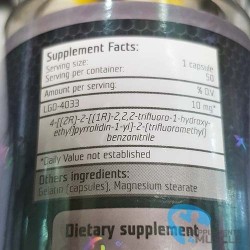 Supplement Facts:
Serving size: 1 capsule
Serving per container: 50
Amount per serving: % D.V.
LGD-4033 10 mg*
4-[(2R)-2-[(1R)-2,2,2-trifluoro-1-hydroxy-
ethyl]pyrrolidin-1-yl]-2-(trifluoromethyl)
benzonitrile
*Daily Value not established
Others ingredients:
Gelatin (capsules), Magnesium stearate
Dietary supplement